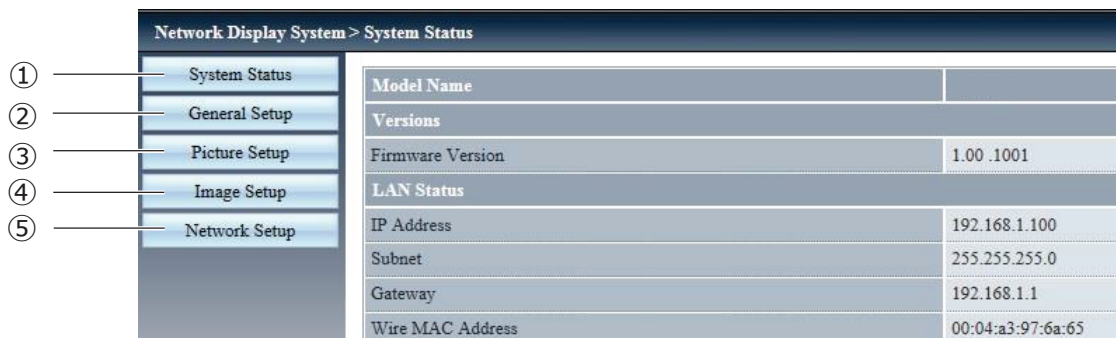 Network Display System > System Status
① System Status
② General Setup
③ Picture Setup
④ Image Setup
⑤ Network Setup
Model Name
Versions
Firmware Version 1.00 .1001
LAN Status
IP Address 192.168.1.100
Subnet 255.255.255.0
Gateway 192.168.1.1
Wire MAC Address 00:04:a3:97:6a:65